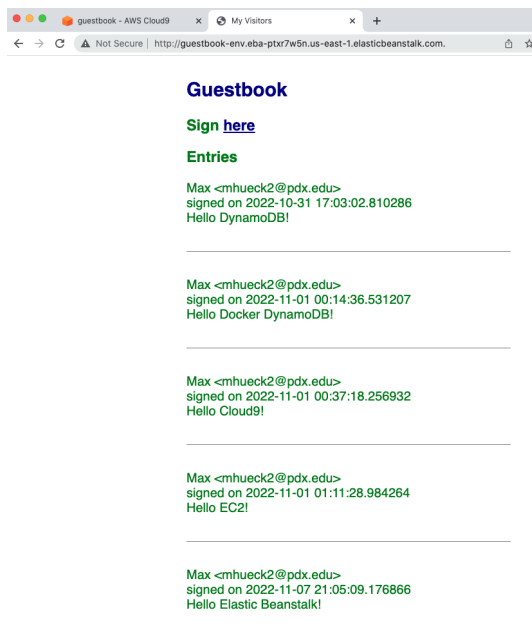 guestbook - AWS Cloud9
My Visitors
Not Secure | http://guestbook-env.eba-ptxr7w5n.us-east-1.elasticbeanstalk.com.
Guestbook
Sign here
Entries
Max <mhueck2@pdx.edu>
signed on 2022-10-31 17:03:02.810286
Hello DynamoDB!
Max <mhueck2@pdx.edu>
signed on 2022-11-01 00:14:36.531207
Hello Docker DynamoDB!
Max <mhueck2@pdx.edu>
signed on 2022-11-01 00:37:18.256932
Hello Cloud9!
Max <mhueck2@pdx.edu>
signed on 2022-11-01 01:11:28.984264
Hello EC2!
Max <mhueck2@pdx.edu>
signed on 2022-11-07 21:05:09.176866
Hello Elastic Beanstalk!